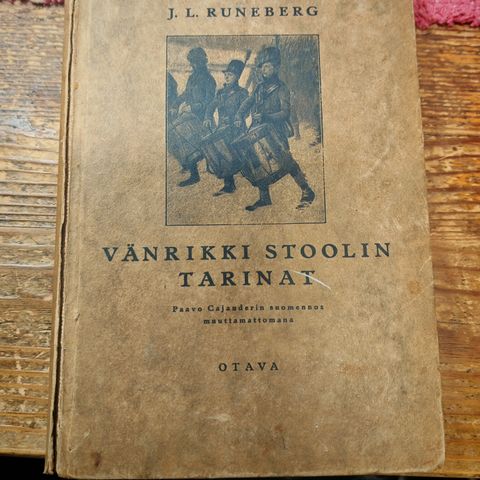 J. L. RUNEBERG
VÄNRIKKI STOOLIN
TARINAT
Paavo Cajanderin suomennos
muuttamattomana
OTAVA